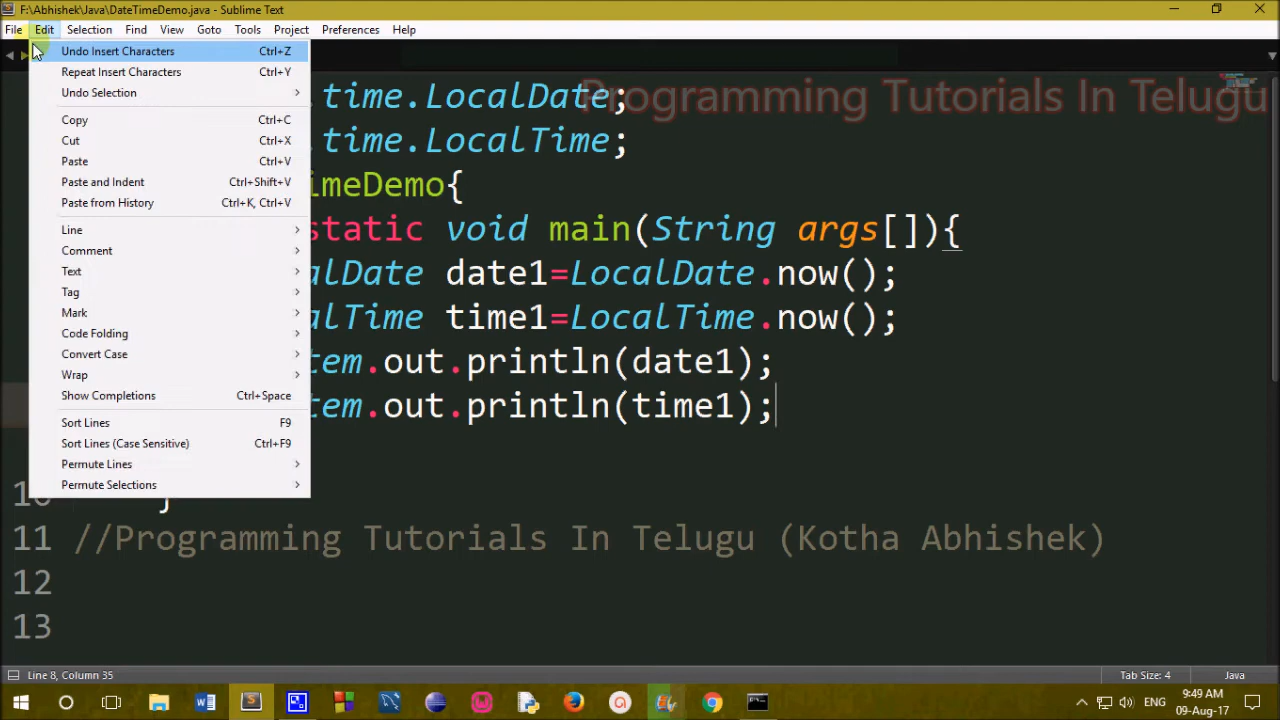 F:\Abhishek\Java\DateTimeDemo.java - Sublime Text
File Edit Selection Find View Goto Tools Project Preferences Help
Undo Insert Characters Ctrl+Z
Repeat Insert Characters Ctrl+Y
Undo Selection
Copy Ctrl+C
Cut Ctrl+X
Paste Ctrl+V
Paste and Indent Ctrl+Shift+V
Paste from History Ctrl+K, Ctrl+V
Line
Comment
Text
Tag
Mark
Code Folding
Convert Case
Wrap
Show Completions Ctrl+Space
Sort Lines F9
Sort Lines (Case Sensitive) Ctrl+F9
Permute Lines
Permute Selections
Programming Tutorials In Telugu
.time.LocalDate;
.time.LocalTime;
imeDemo{
static void main(String args[]){
alDate date1=LocalDate.now();
alTime time1=LocalTime.now();
tem.out.println(date1);
tem.out.println(time1);
10 }
11 //Programming Tutorials In Telugu (Kotha Abhishek)
12
13
Line 8, Column 35 Tab Size: 4 Java
ENG 9:49 AM
09-Aug-17